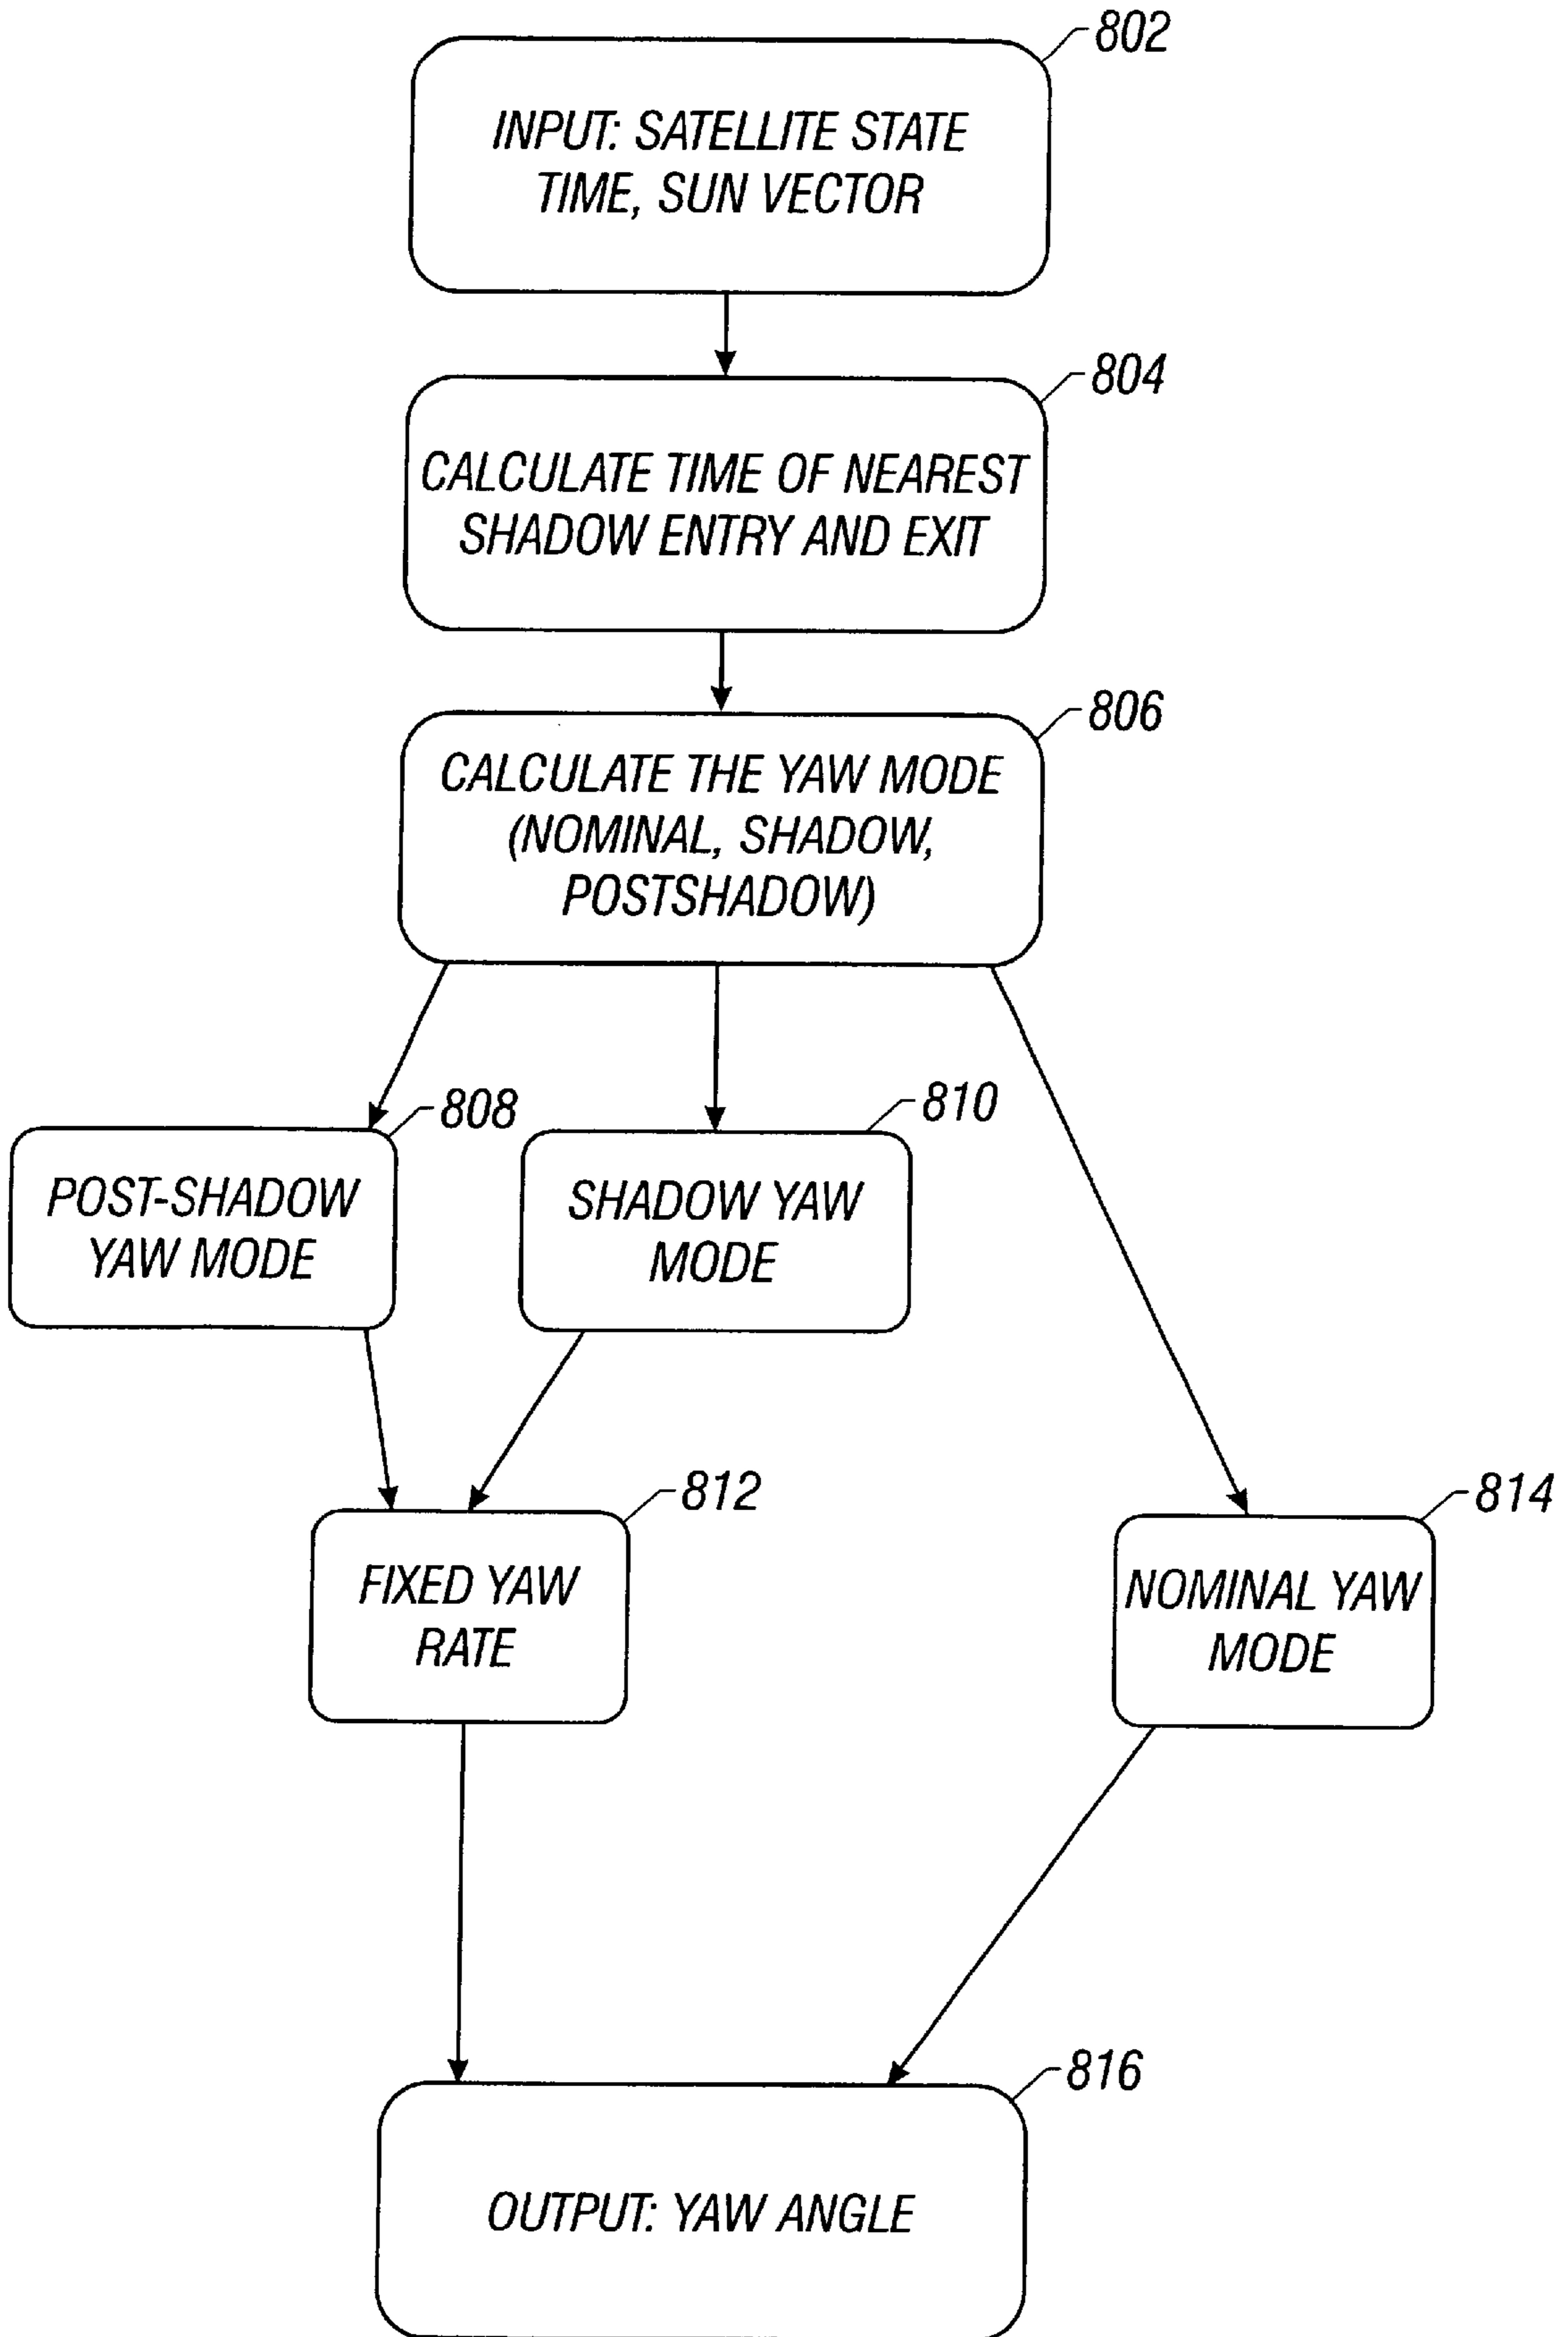 802
INPUT: SATELLITE STATE
TIME, SUN VECTOR
804
CALCULATE TIME OF NEAREST
SHADOW ENTRY AND EXIT
806
CALCULATE THE YAW MODE
(NOMINAL, SHADOW,
POSTSHADOW)
808
POST-SHADOW
YAW MODE
810
SHADOW YAW
MODE
812
FIXED YAW
RATE
814
NOMINAL YAW
MODE
816
OUTPUT: YAW ANGLE